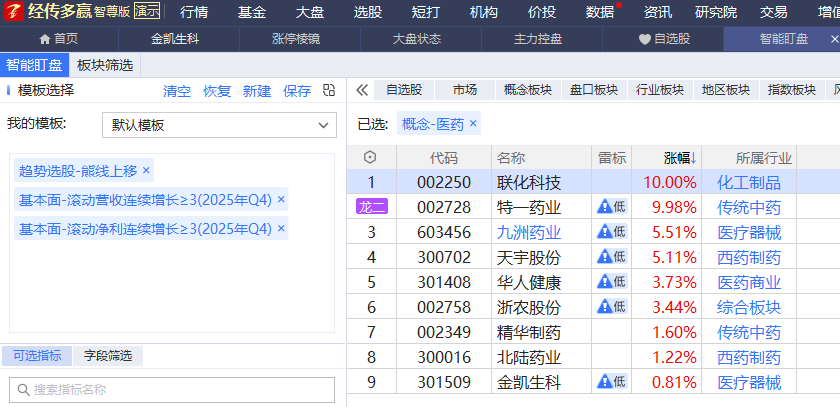 经传多赢 智尊版 演示 行情 基金 大盘 选股 短打 机构 价投 数据 资讯 研究院 交易 增值
首页 金凯生科 涨停棱镜 大盘状态 主力控盘 自选股 智能盯盘 ×
智能盯盘 板块筛选
模板选择 清空 恢复 新建 保存
我的模板: 默认模板
趋势选股-熊线上移 ×
基本面-滚动营收连续增长≥3(2025年Q4) ×
基本面-滚动净利连续增长≥3(2025年Q4) ×
可选指标 字段筛选
搜索指标名称
自选股 市场 概念板块 盘口板块 行业板块 地区板块 指数板块
已选: 概念-医药 ×
代码 名称 雷标 涨幅↓ 所属行业
1 002250 联化科技 10.00% 化工制品
龙二 002728 特一药业 低 9.98% 传统中药
3 603456 九洲药业 低 5.51% 医疗器械
4 300702 天宇股份 低 5.11% 西药制药
5 301408 华人健康 低 3.73% 医药商业
6 002758 浙农股份 低 3.44% 综合板块
7 002349 精华制药 1.60% 传统中药
8 300016 北陆药业 1.22% 西药制药
9 301509 金凯生科 低 0.81% 医疗器械